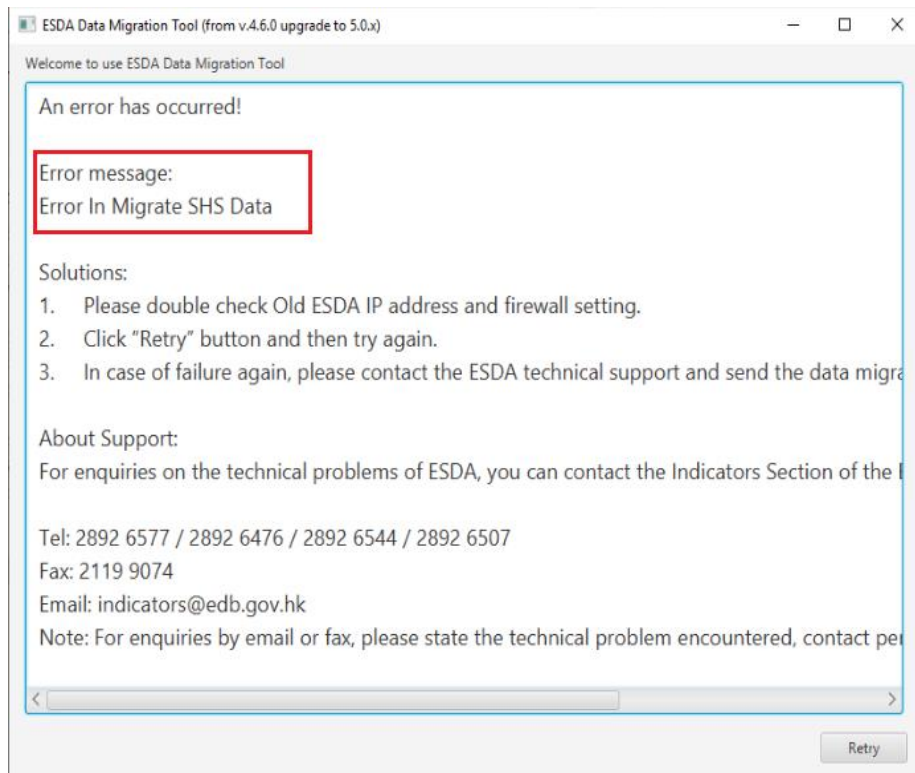 ESDA Data Migration Tool (from v.4.6.0 upgrade to 5.0.x)
Welcome to use ESDA Data Migration Tool
An error has occurred!
Error message:
Error In Migrate SHS Data
Solutions:
1. Please double check Old ESDA IP address and firewall setting.
2. Click "Retry" button and then try again.
3. In case of failure again, please contact the ESDA technical support and send the data migra
About Support:
For enquiries on the technical problems of ESDA, you can contact the Indicators Section of the
Tel: 2892 6577 / 2892 6476 / 2892 6544 / 2892 6507
Fax: 2119 9074
Email: indicators@edb.gov.hk
Note: For enquiries by email or fax, please state the technical problem encountered, contact per
Retry